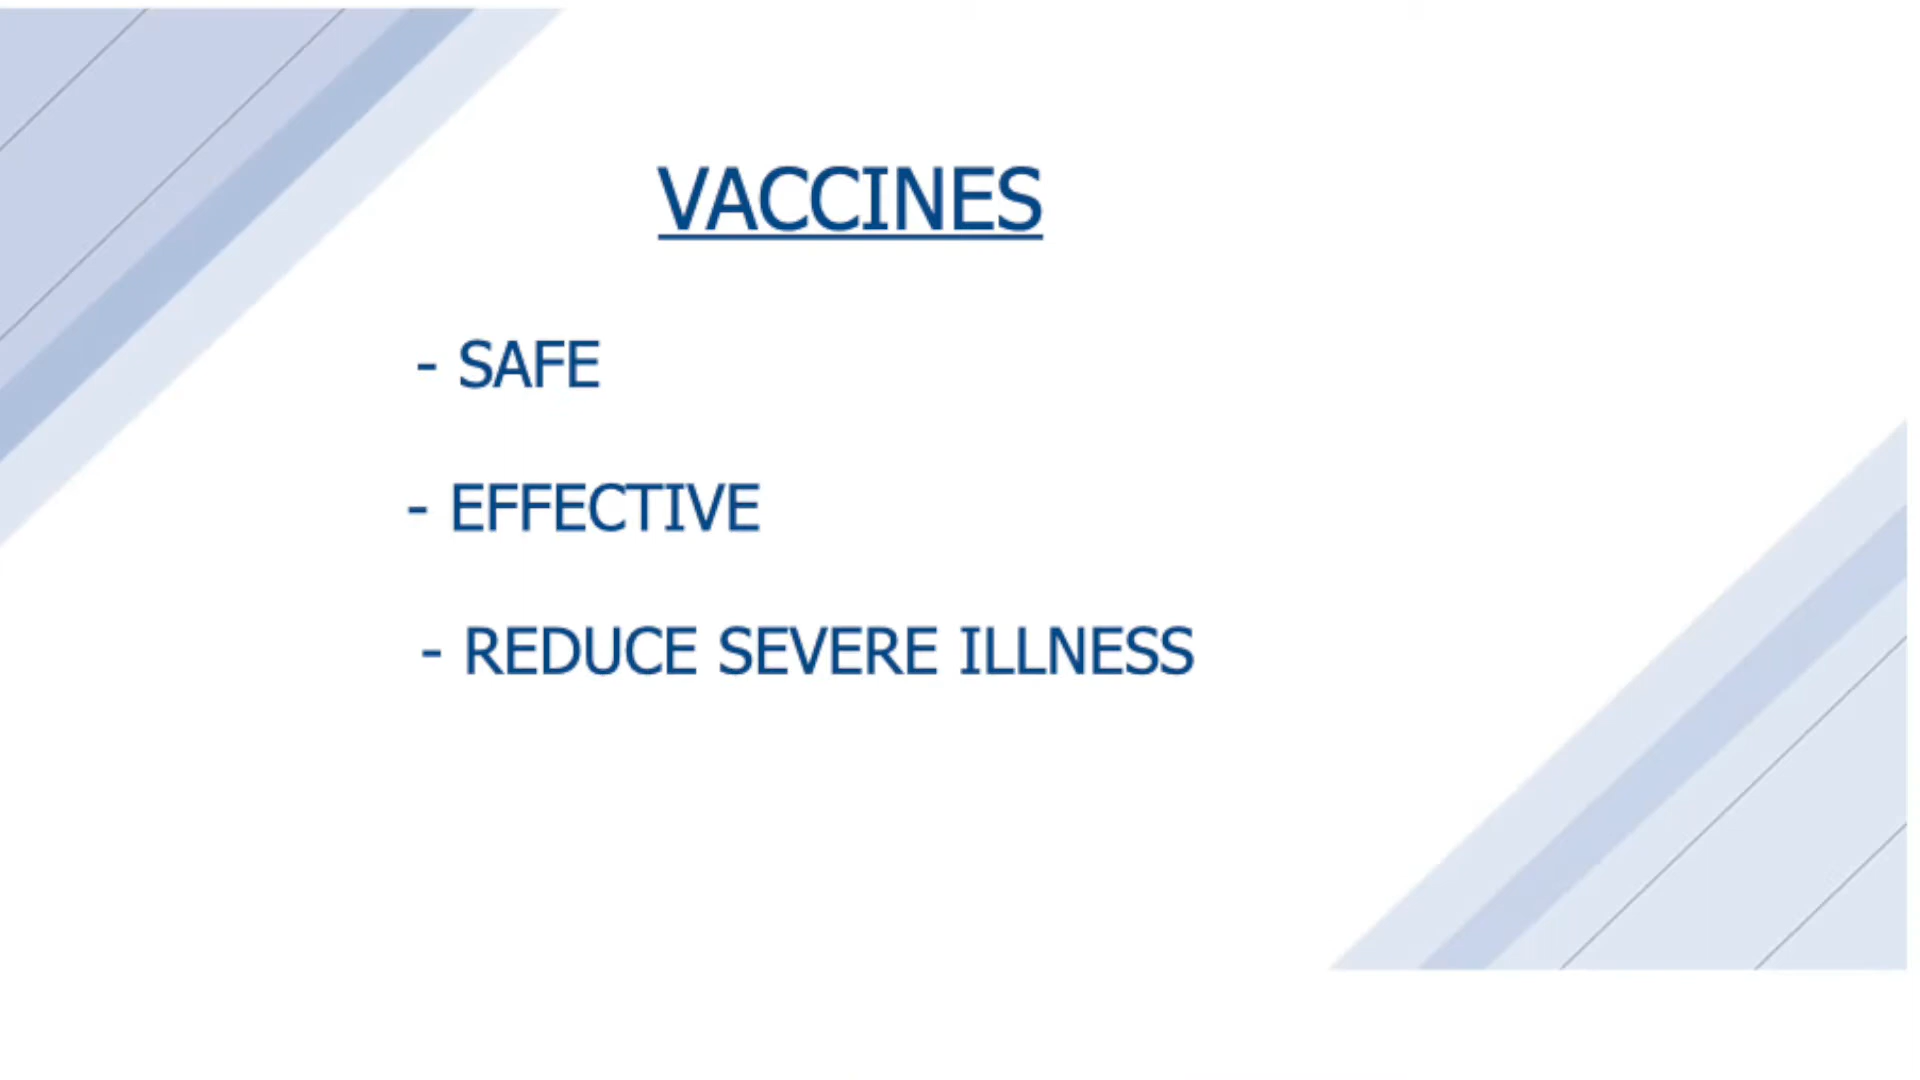 VACCINES
- SAFE
- EFFECTIVE
- REDUCE SEVERE ILLNESS